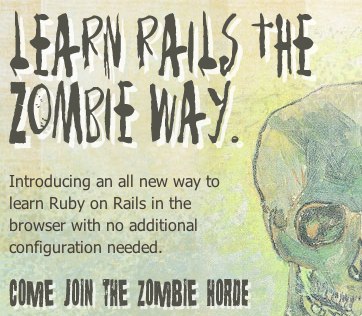 LEARN RAILS THE
ZOMBIE WAY.
Introducing an all new way to
learn Ruby on Rails in the
browser with no additional
configuration needed.
COME JOIN THE ZOMBIE HORDE